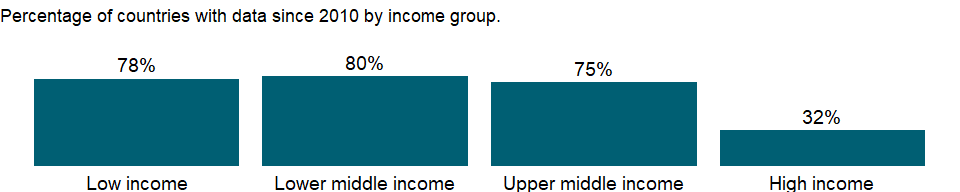 Percentage of countries with data since 2010 by income group.
78%
80%
75%
32%
Low income
Lower middle income
Upper middle income
High income